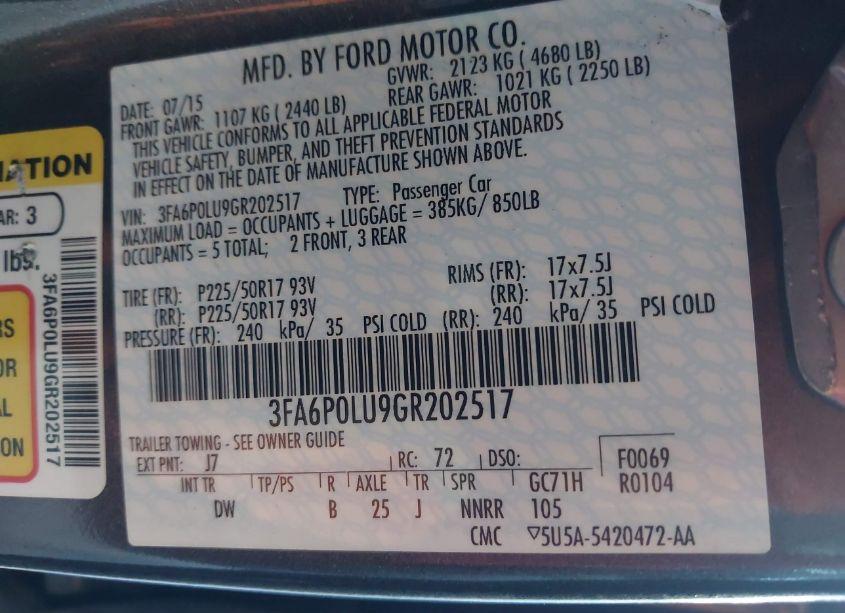 MFD. BY FORD MOTOR CO.
DATE: 07/15 GVWR: 2123 KG ( 4680 LB)
FRONT GAWR: 1107 KG ( 2440 LB) REAR GAWR: 1021 KG ( 2250 LB)
THIS VEHICLE CONFORMS TO ALL APPLICABLE FEDERAL MOTOR
VEHICLE SAFETY, BUMPER, AND THEFT PREVENTION STANDARDS
IN EFFECT ON THE DATE OF MANUFACTURE SHOWN ABOVE.
VIN: 3FA6P0LU9GR202517 TYPE: Passenger Car
MAXIMUM LOAD = OCCUPANTS + LUGGAGE = 385KG/ 850LB
OCCUPANTS = 5 TOTAL; 2 FRONT, 3 REAR
TIRE (FR): P225/50R17 93V RIMS (FR): 17x7.5J
(RR): P225/50R17 93V (RR): 17x7.5J
PRESSURE (FR): 240 kPa/ 35 PSI COLD (RR): 240 kPa/ 35 PSI COLD
3FA6P0LU9GR202517
TRAILER TOWING - SEE OWNER GUIDE
EXT PNT: J7 RC: 72 DSO: F0069
INT TR TP/PS R AXLE TR SPR GC71H R0104
DW B 25 J NNRR 105
CMC ▽5U5A-5420472-AA
ATION
AR: 3
lbs.
3FA6P0LU9GR202517
RS
OR
AL
ON